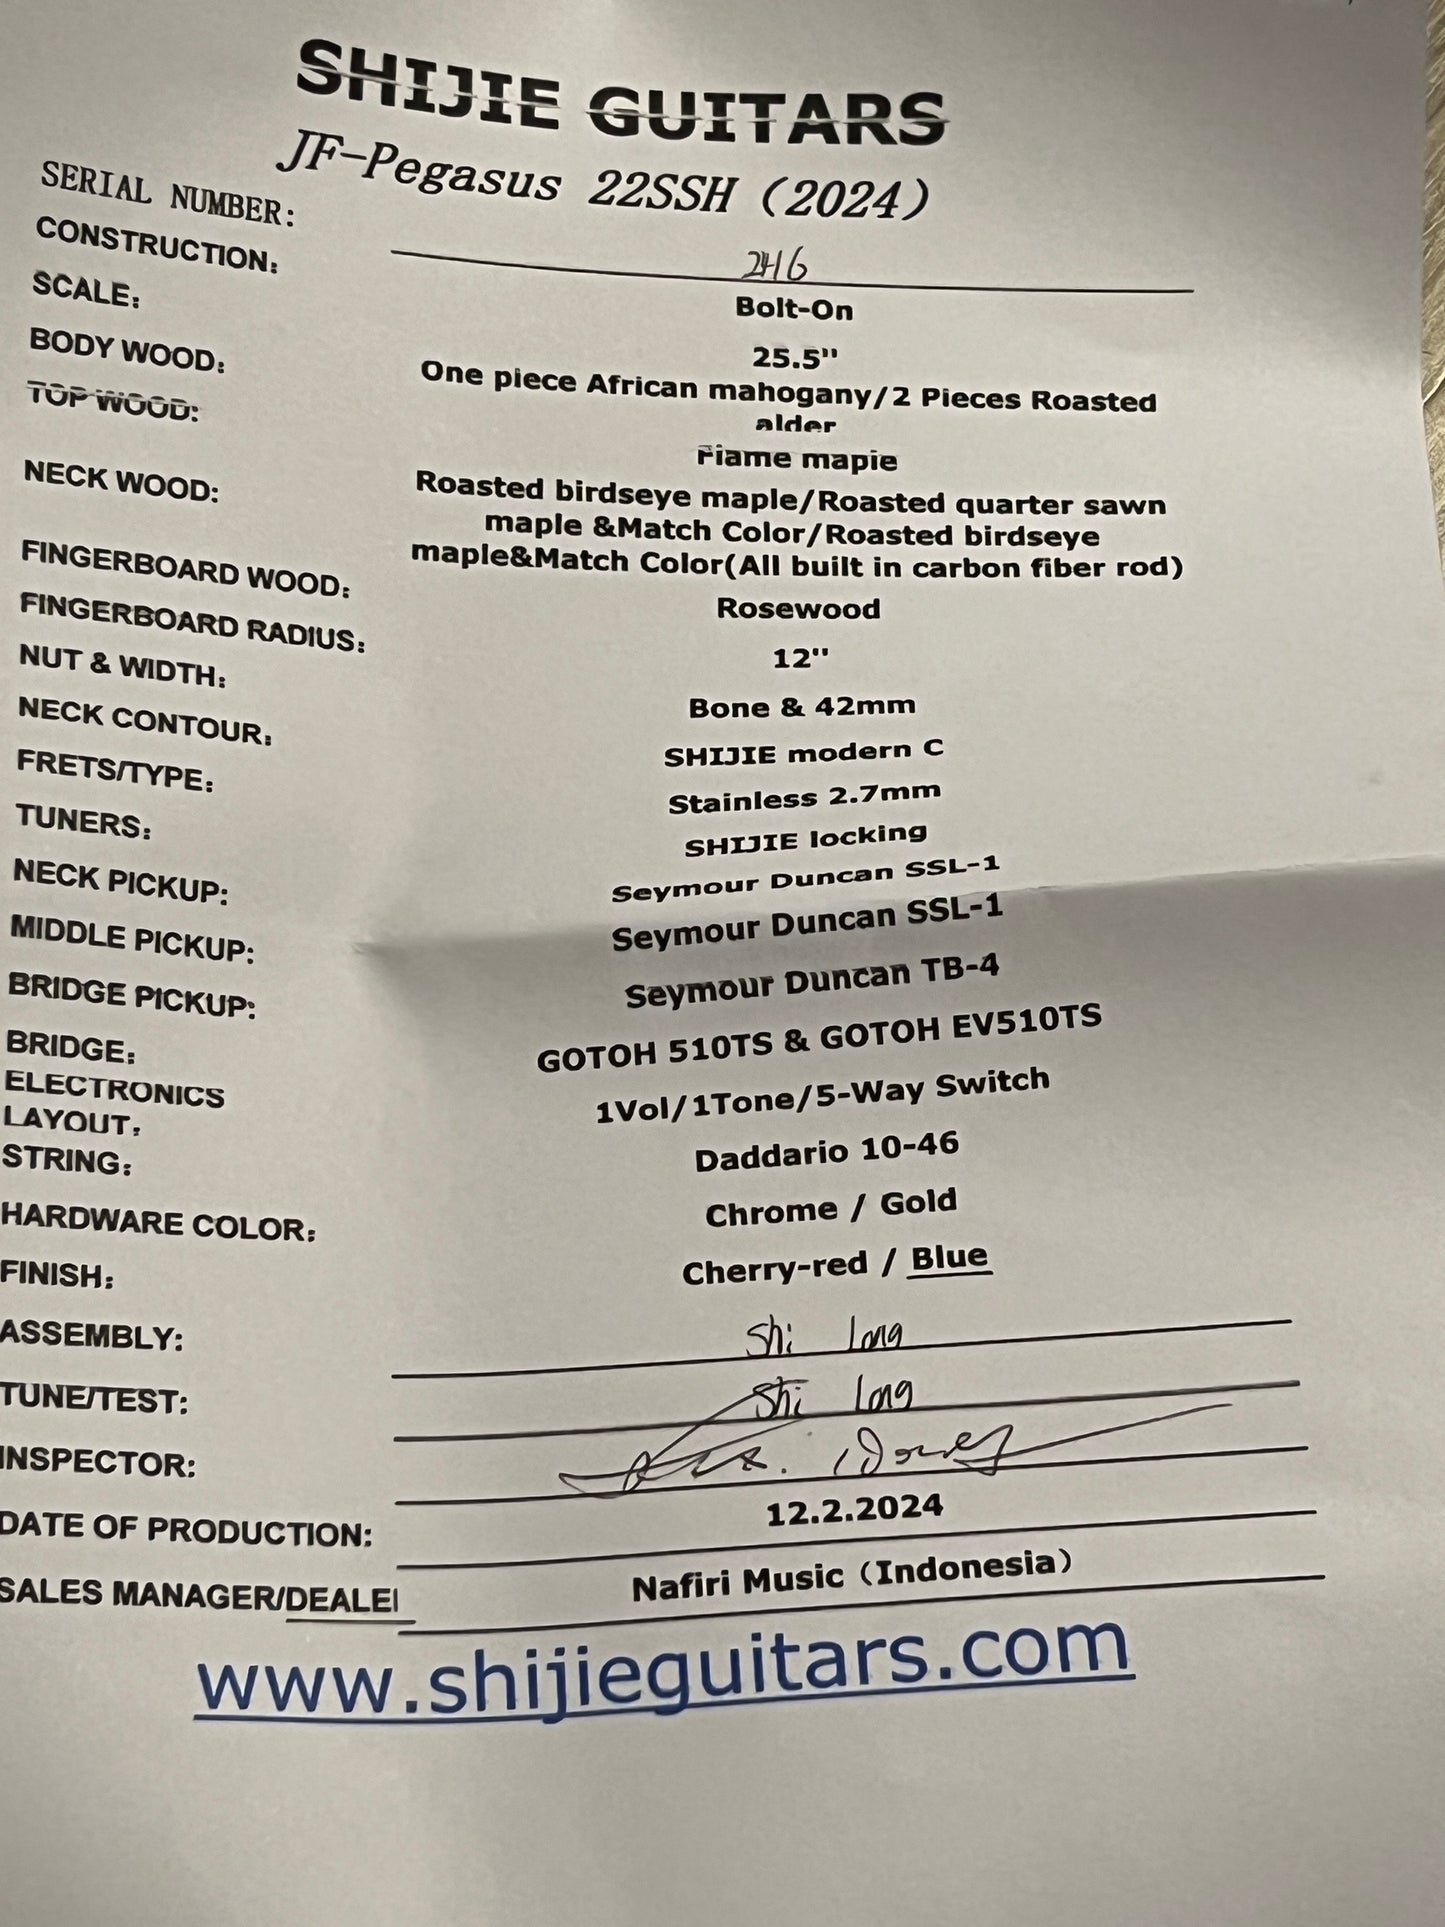 SHIJIE GUITARS
JF-Pegasus 22SSH (2024)
SERIAL NUMBER:
CONSTRUCTION: Bolt-On
SCALE: 25.5"
BODY WOOD: One piece African mahogany/2 Pieces Roasted
alder
TOP WOOD: Flame maple
NECK WOOD: Roasted birdseye maple/Roasted quarter sawn
maple &Match Color/Roasted birdseye
maple&Match Color(All built in carbon fiber rod)
FINGERBOARD WOOD: Rosewood
FINGERBOARD RADIUS: 12"
NUT & WIDTH: Bone & 42mm
NECK CONTOUR: SHIJIE modern C
FRETS/TYPE: Stainless 2.7mm
TUNERS: SHIJIE locking
NECK PICKUP: Seymour Duncan SSL-1
MIDDLE PICKUP: Seymour Duncan SSL-1
BRIDGE PICKUP: Seymour Duncan TB-4
BRIDGE: GOTOH 510TS & GOTOH EV510TS
ELECTRONICS
LAYOUT: 1Vol/1Tone/5-Way Switch
STRING: Daddario 10-46
HARDWARE COLOR: Chrome / Gold
FINISH: Cherry-red / Blue
ASSEMBLY: Shi Long
TUNE/TEST: Shi Long
INSPECTOR:
DATE OF PRODUCTION: 12.2.2024
SALES MANAGER/DEALE Nafiri Music (Indonesia)
www.shijieguitars.com